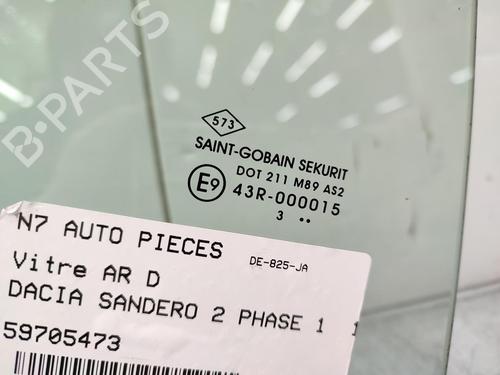 B-PARTS
573
SAINT-GOBAIN SEKURIT
DOT 211 M89 AS2
E9 43R-000015
3 ..
N7 AUTO PIECES
DE-825-JA
Vitre AR D
DACIA SANDERO 2 PHASE 1 1
59705473